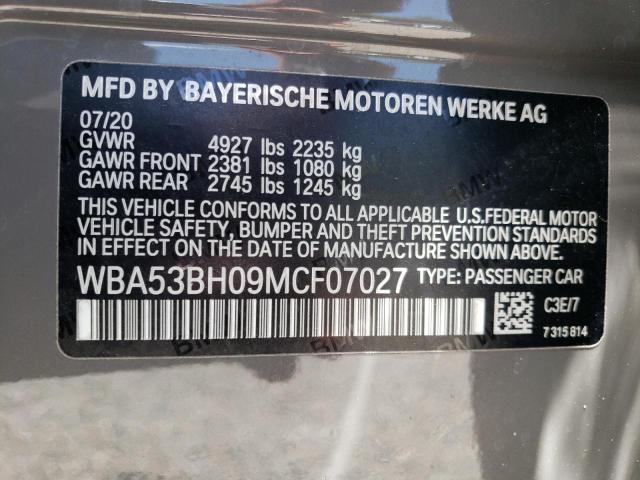 MFD BY BAYERISCHE MOTOREN WERKE AG
07/20
GVWR 4927 lbs 2235 kg
GAWR FRONT 2381 lbs 1080 kg
GAWR REAR 2745 lbs 1245 kg
THIS VEHICLE CONFORMS TO ALL APPLICABLE U.S.FEDERAL MOTOR
VEHICLE SAFETY, BUMPER AND THEFT PREVENTION STANDARDS
IN EFFECT ON THE DATE OF MANUFACTURE SHOWN ABOVE.
WBA53BH09MCF07027 TYPE: PASSENGER CAR
C3E/7
7315814